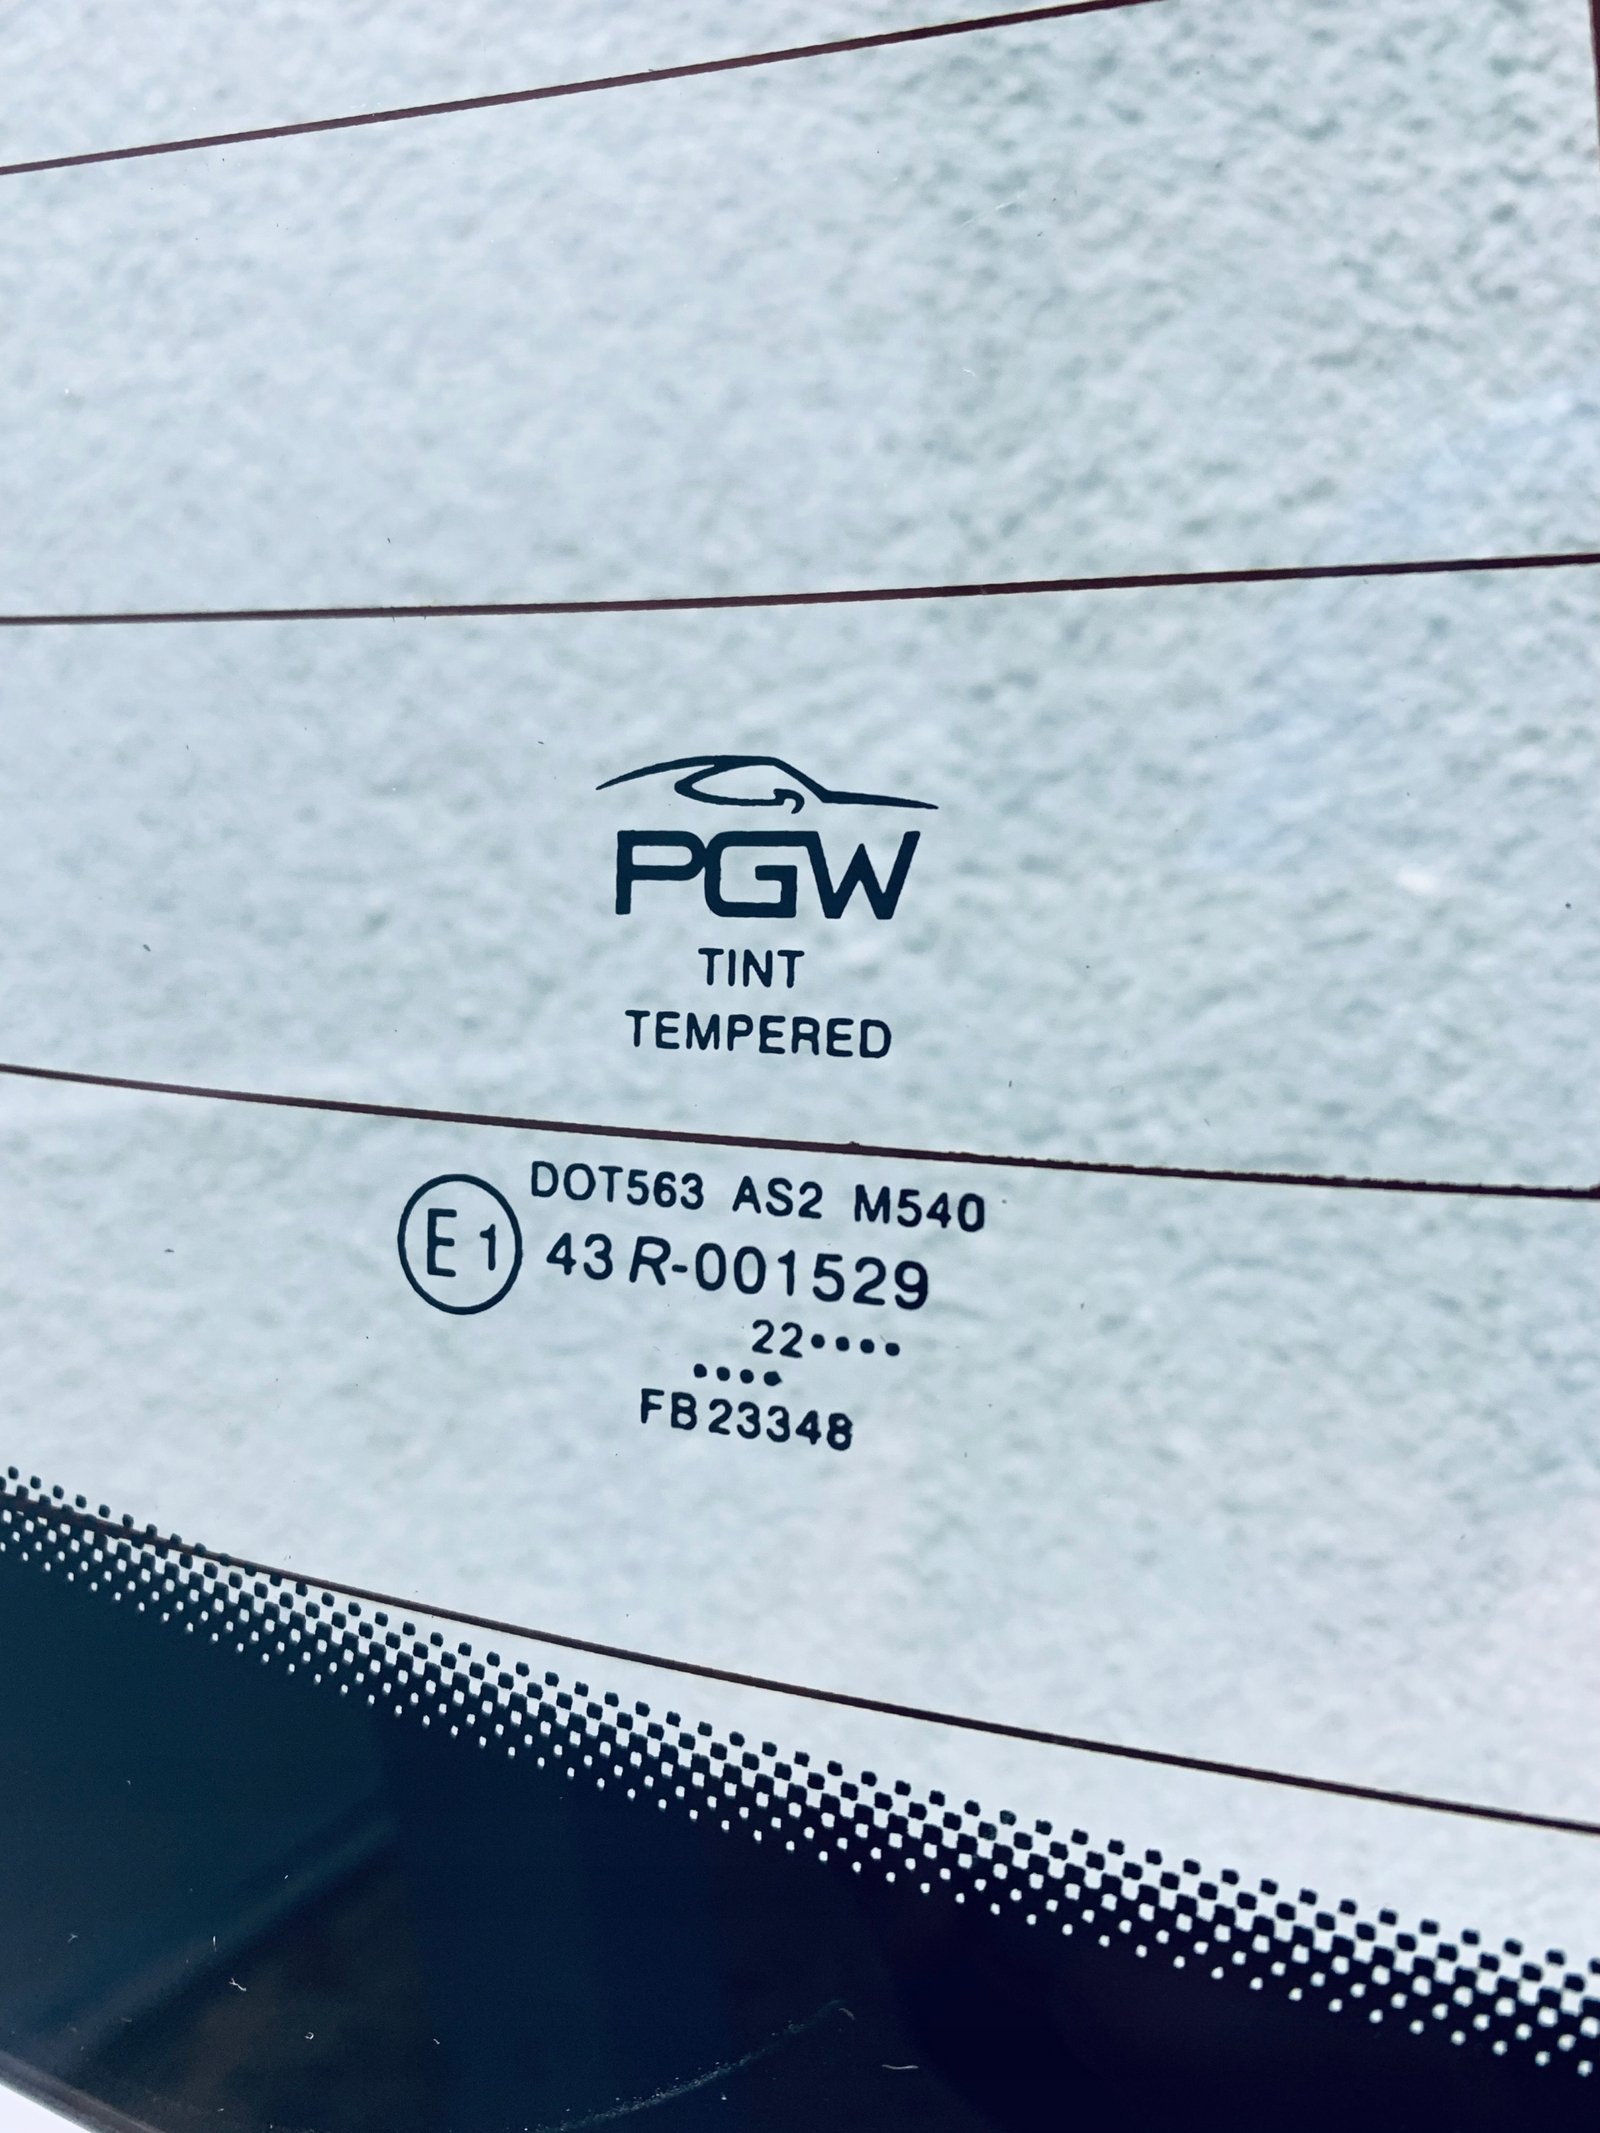 PGW
TINT
TEMPERED
DOT563 AS2 M540
E1 43R-001529
22••••
••••
FB23348